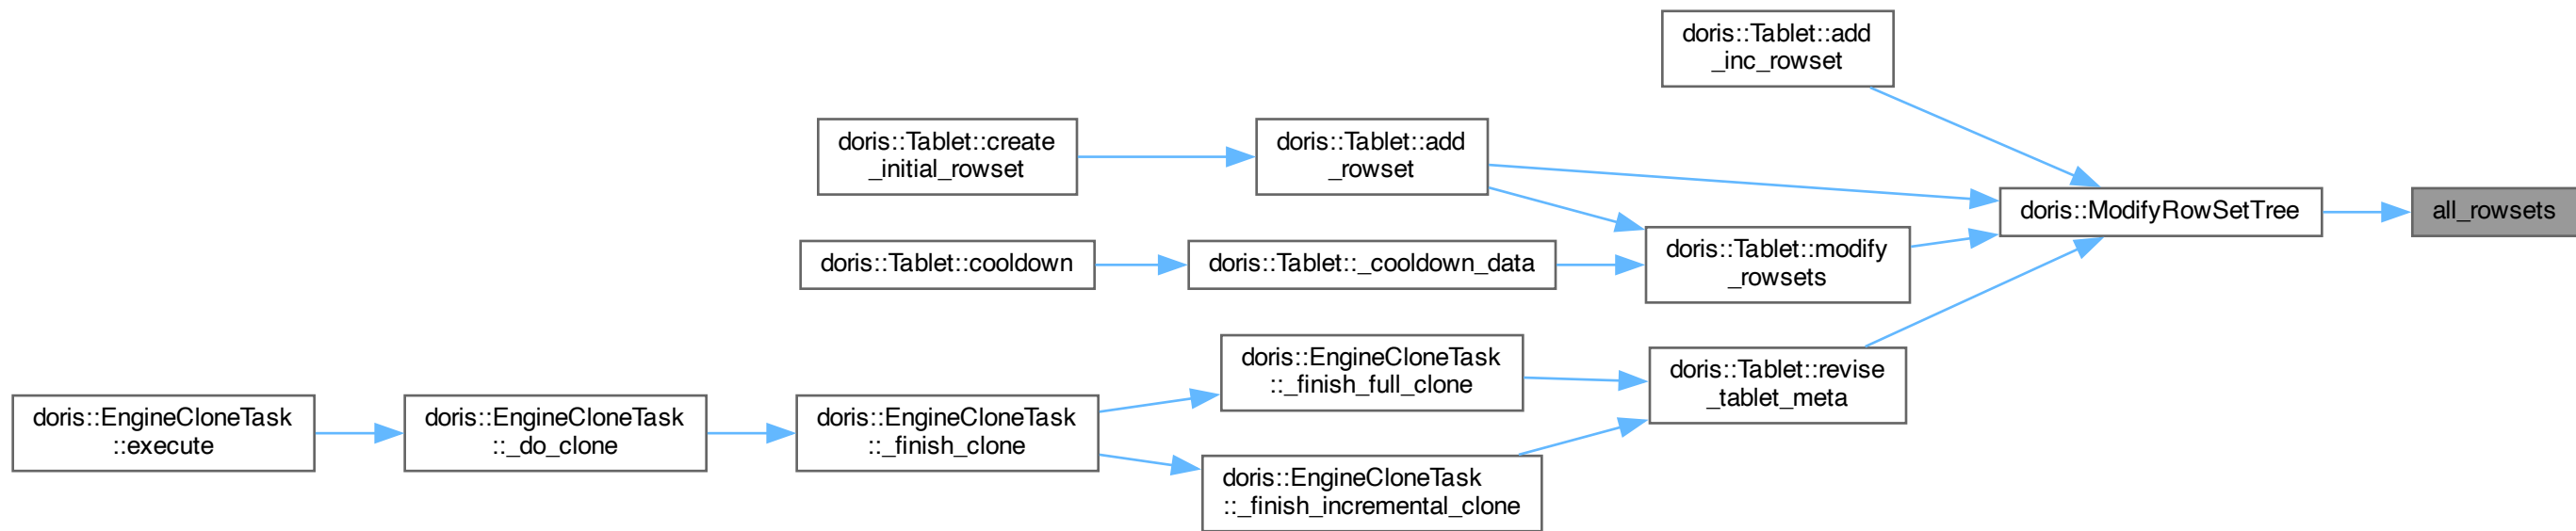 doris::Tablet::add
_inc_rowset
doris::Tablet::create
_initial_rowset
doris::Tablet::add
_rowset
doris::ModifyRowSetTree
all_rowsets
doris::Tablet::cooldown
doris::Tablet::_cooldown_data
doris::Tablet::modify
_rowsets
doris::EngineCloneTask
::_finish_full_clone
doris::Tablet::revise
_tablet_meta
doris::EngineCloneTask
::execute
doris::EngineCloneTask
::_do_clone
doris::EngineCloneTask
::_finish_clone
doris::EngineCloneTask
::_finish_incremental_clone